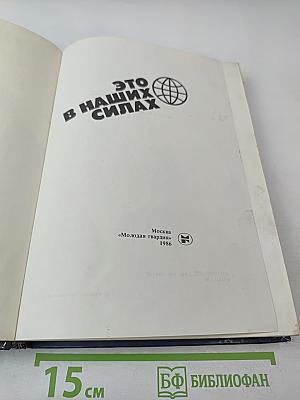 ЭТО
В НАШИХ
СИЛАХ
Москва
«Молодая гвардия»
1986
15 см
БФ БИБЛИОФАН